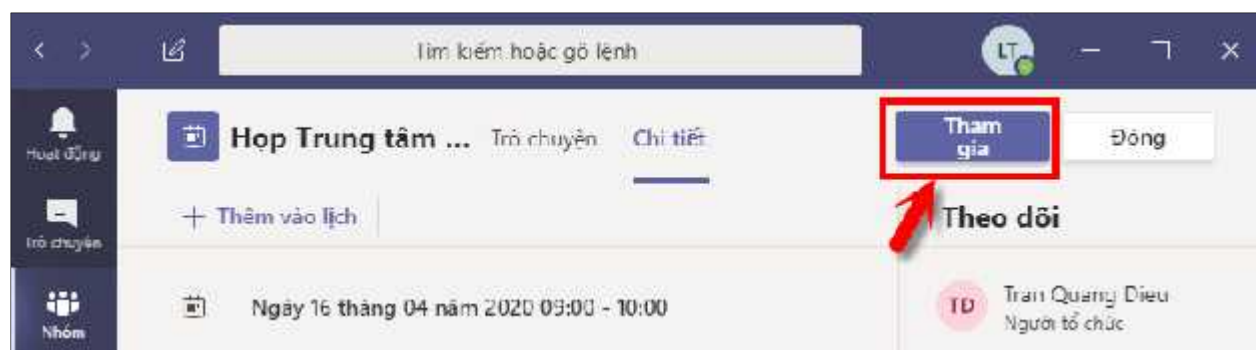 Tìm kiếm hoặc gõ lệnh
LT
Hoạt động
Họp Trung tâm ... Trò chuyện Chi tiết
Tham
gia
Đóng
Trò chuyện
+ Thêm vào lịch
Theo dõi
Nhóm
Ngày 16 tháng 04 năm 2020 09:00 - 10:00
TD
Tran Quang Dieu
Người tổ chức